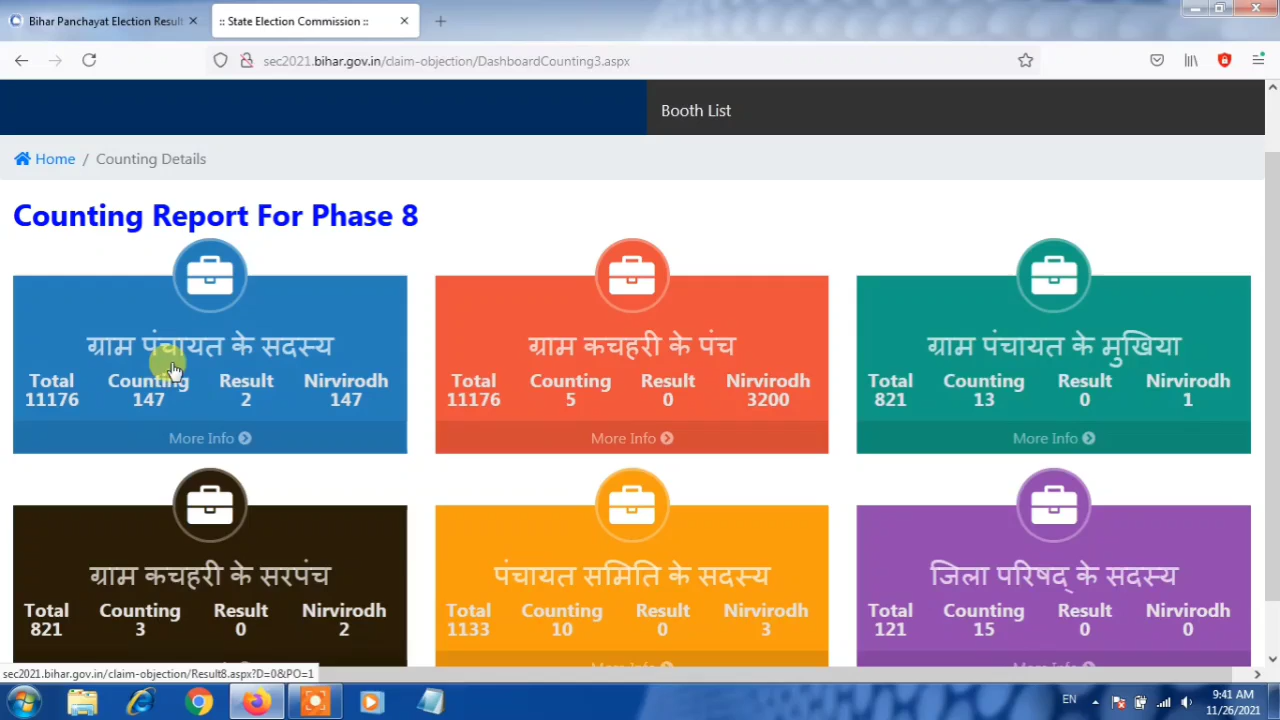 Bihar Panchayat Election Result
:: State Election Commission ::
sec2021.bihar.gov.in/claim-objection/DashboardCounting3.aspx
Booth List
Home / Counting Details
Counting Report For Phase 8
ग्राम पंचायत के सदस्य
Total Counting Result Nirvirodh
11176 147 2 147
More Info
ग्राम कचहरी के पंच
Total Counting Result Nirvirodh
11176 5 0 3200
More Info
ग्राम पंचायत के मुखिया
Total Counting Result Nirvirodh
821 13 0 1
More Info
ग्राम कचहरी के सरपंच
Total Counting Result Nirvirodh
821 3 0 2
पंचायत समिति के सदस्य
Total Counting Result Nirvirodh
1133 10 0 3
More Info
जिला परिषद् के सदस्य
Total Counting Result Nirvirodh
121 15 0 0
More Info
sec2021.bihar.gov.in/claim-objection/Result8.aspx?D=0&PO=1
EN
9:41 AM
11/26/2021